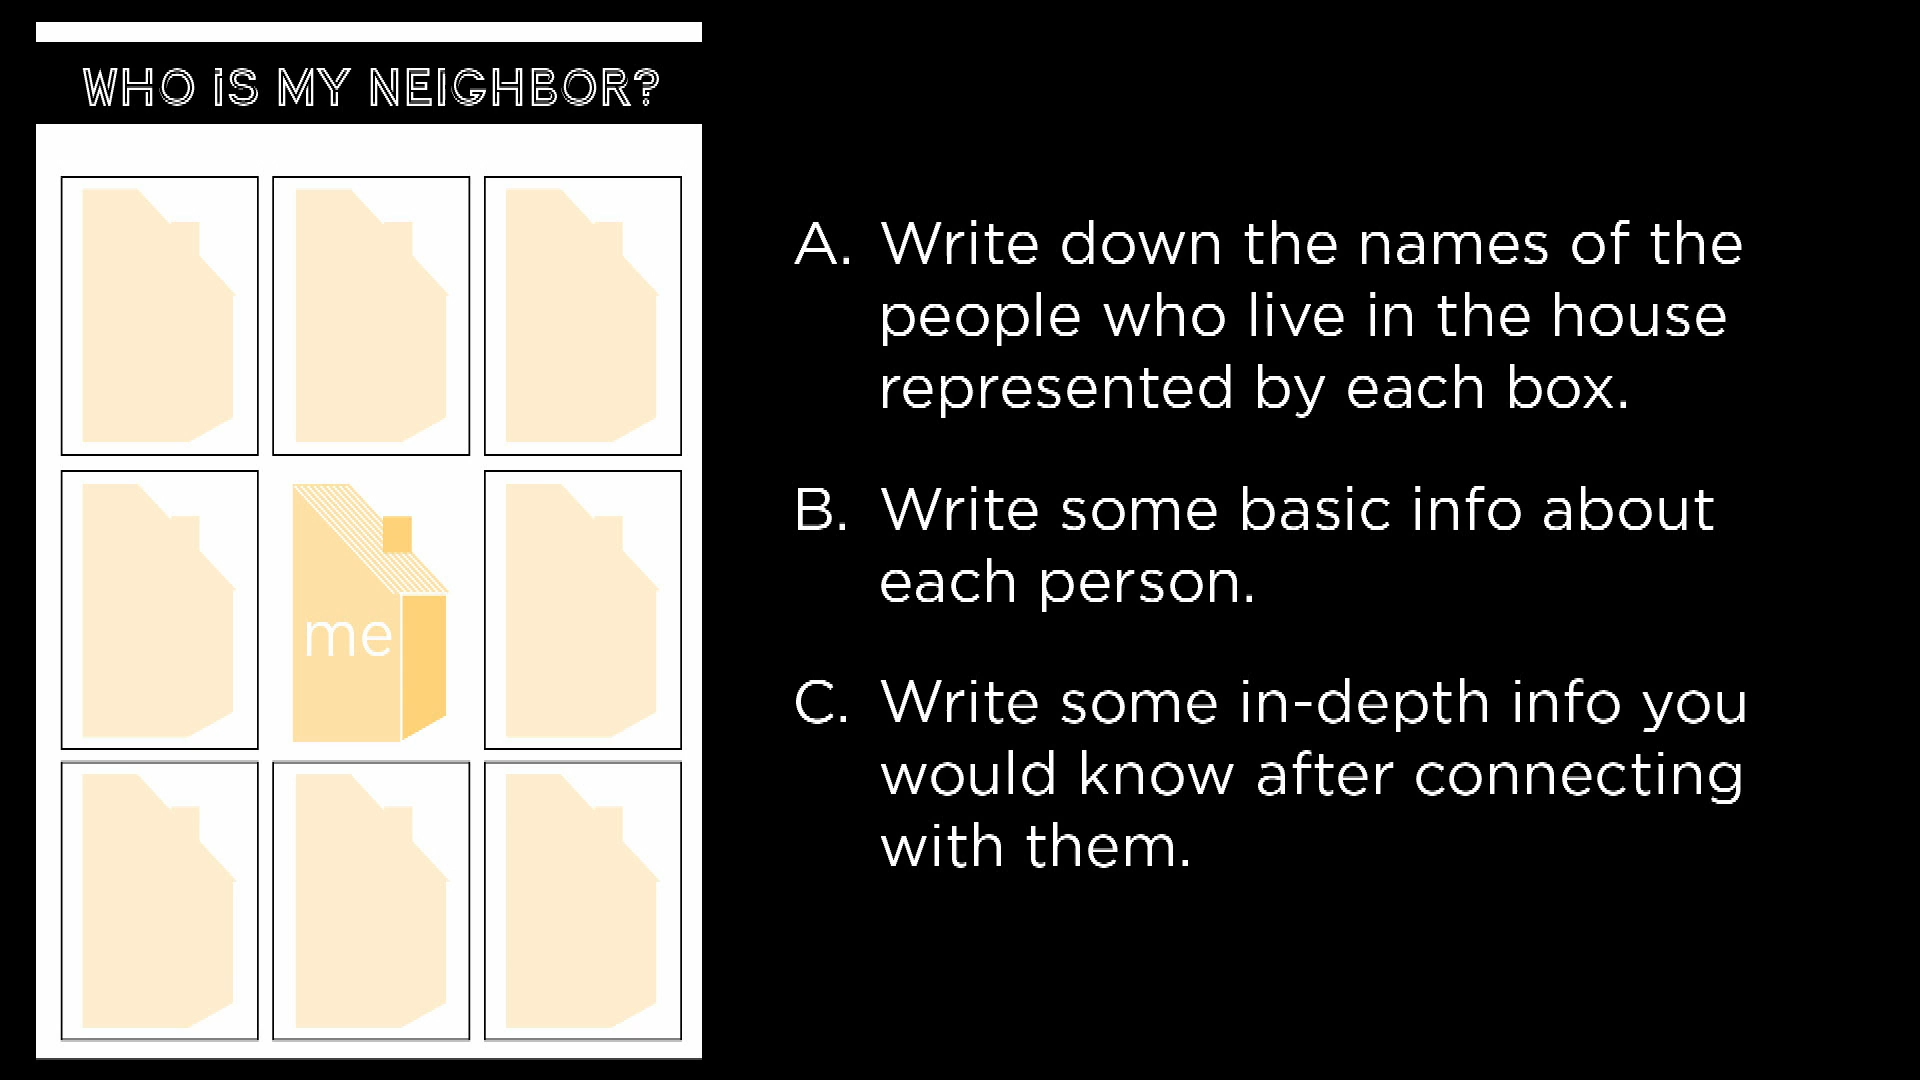 WHO IS MY NEIGHBOR?
me
A. Write down the names of the
people who live in the house
represented by each box.
B. Write some basic info about
each person.
C. Write some in-depth info you
would know after connecting
with them.